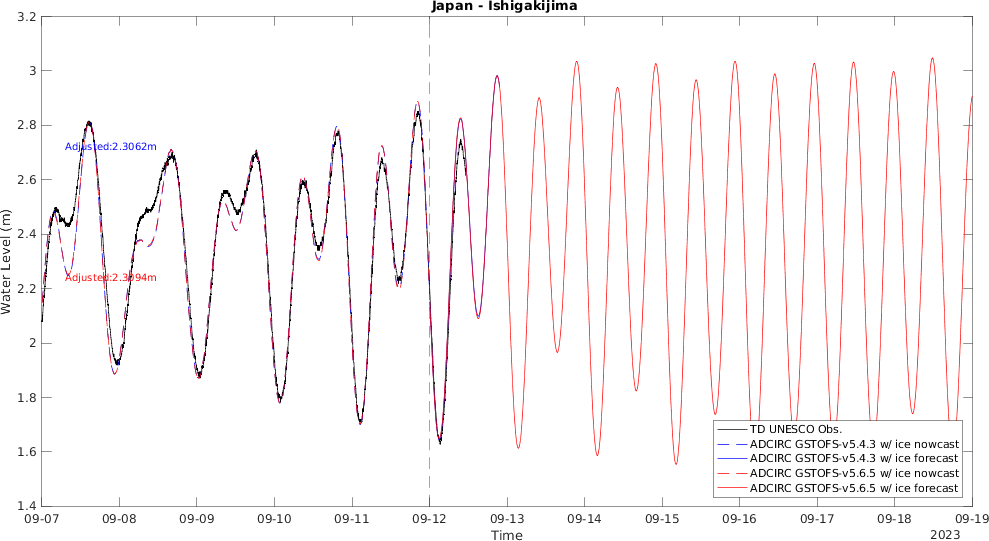 Japan - Ishigakijima
Water Level (m)
3.2
3
2.8
2.6
2.4
2.2
2
1.8
1.6
1.4
Adjusted:2.3062m
Adjusted:2.3094m
TD UNESCO Obs.
ADCIRC GSTOFS-v5.4.3 w/ ice nowcast
ADCIRC GSTOFS-v5.4.3 w/ ice forecast
ADCIRC GSTOFS-v5.6.5 w/ ice nowcast
ADCIRC GSTOFS-v5.6.5 w/ ice forecast
09-07 09-08 09-09 09-10 09-11 09-12 09-13 09-14 09-15 09-16 09-17 09-18 09-19
Time
2023